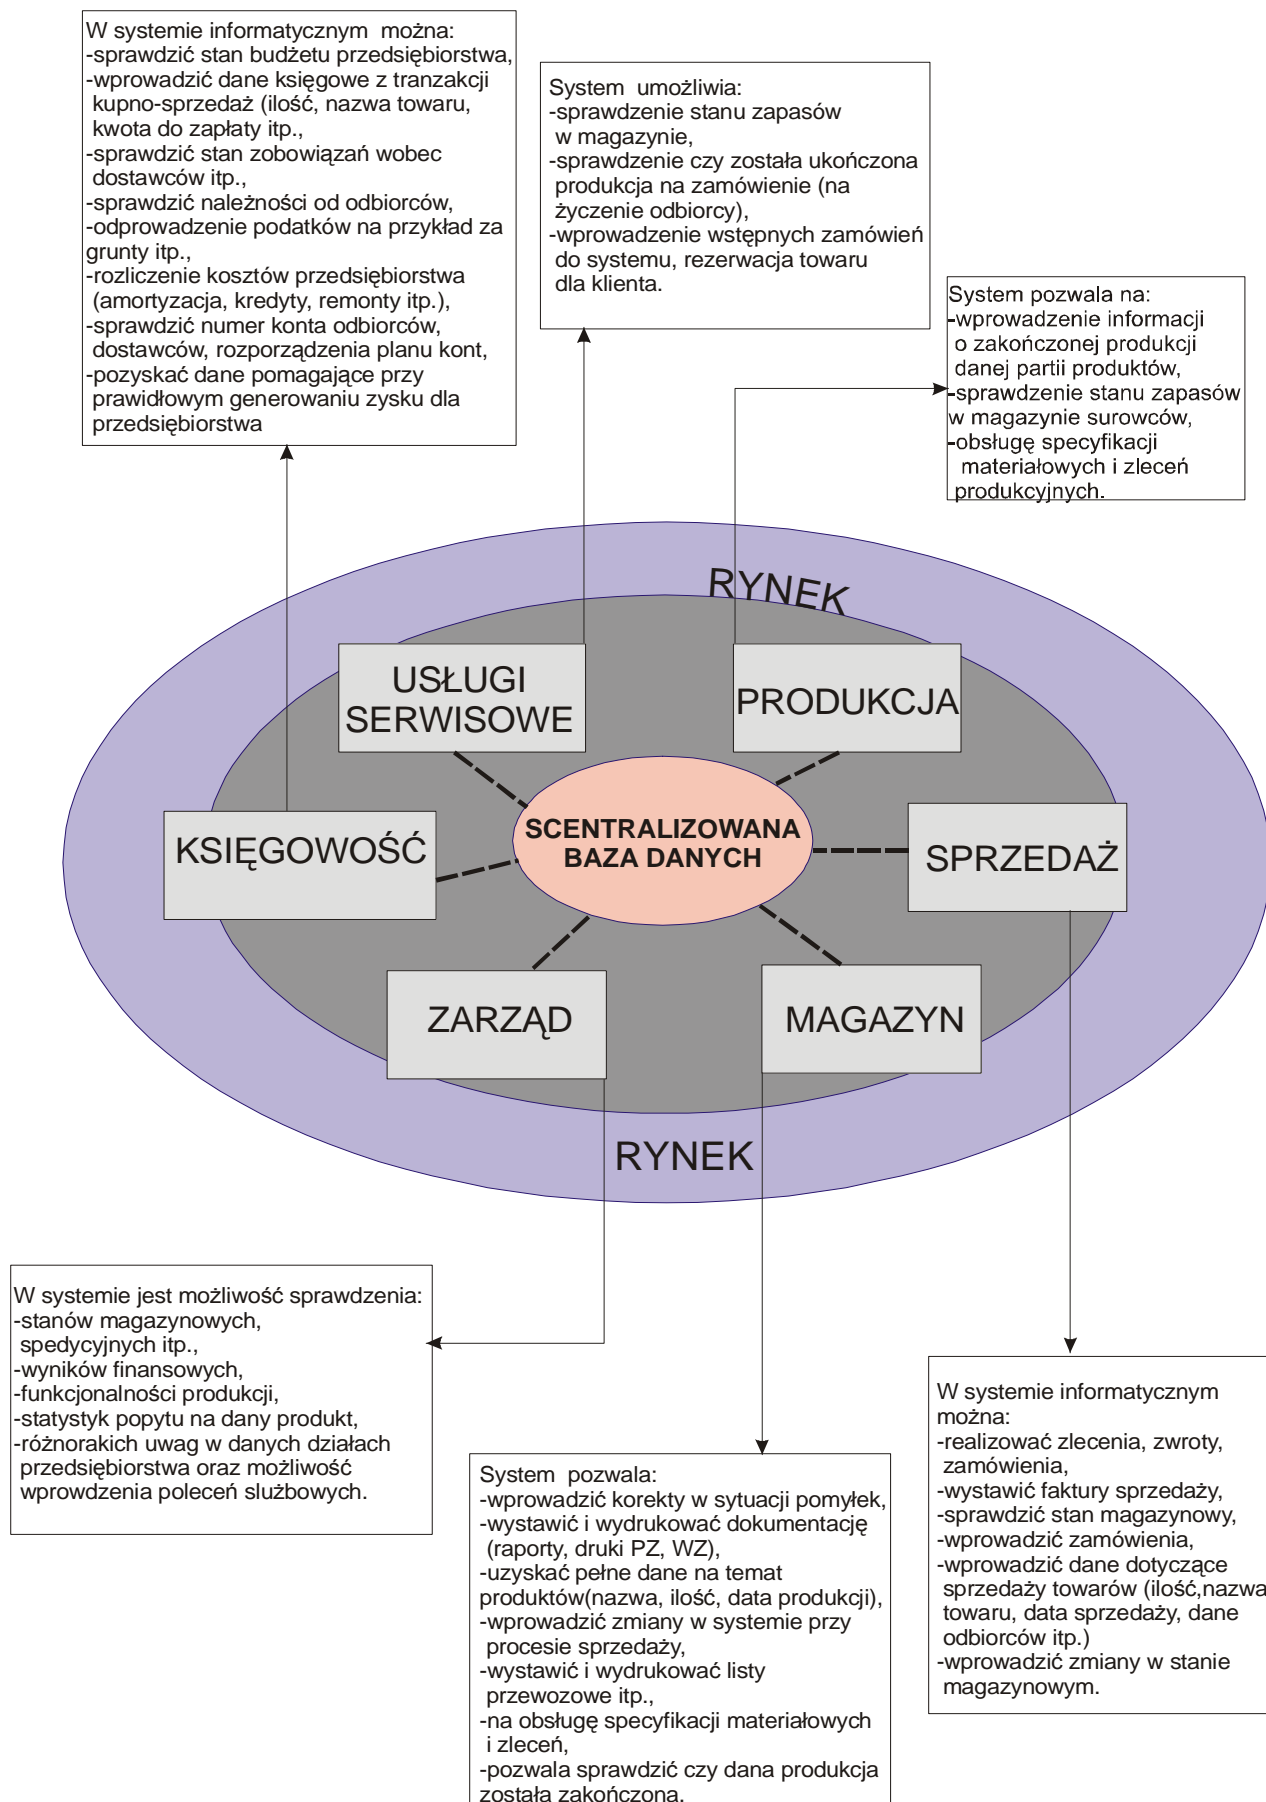 W systemie informatycznym można:
-sprawdzić stan budżetu przedsiębiorstwa,
-wprowadzić dane księgowe z tranzakcji
kupno-sprzedaż (ilość, nazwa towaru,
kwota do zapłaty itp.,
-sprawdzić stan zobowiązań wobec
dostawców itp.,
-sprawdzić należności od odbiorców,
-odprowadzenie podatków na przykład za
grunty itp.,
-rozliczenie kosztów przedsiębiorstwa
(amortyzacja, kredyty, remonty itp.),
-sprawdzić numer konta odbiorców,
dostawców, rozporządzenia planu kont,
-pozyskać dane pomagające przy
prawidłowym generowaniu zysku dla
przedsiębiorstwa
System umożliwia:
-sprawdzenie stanu zapasów
w magazynie,
-sprawdzenie czy została ukończona
produkcja na zamówienie (na
życzenie odbiorcy),
-wprowadzenie wstępnych zamówień
do systemu, rezerwacja towaru
dla klienta.
System pozwala na:
-wprowadzenie informacji
o zakończonej produkcji
danej partii produktów,
-sprawdzenie stanu zapasów
w magazynie surowców,
-obsługę specyfikacji
materiałowych i zleceń
produkcyjnych.
RYNEK
USŁUGI
SERWISOWE
PRODUKCJA
KSIĘGOWOŚĆ
SCENTRALIZOWANA
BAZA DANYCH
SPRZEDAŻ
ZARZĄD
MAGAZYN
RYNEK
W systemie jest możliwość sprawdzenia:
-stanów magazynowych,
spedycyjnych itp.,
-wyników finansowych,
-funkcjonalności produkcji,
-statystyk popytu na dany produkt,
-różnorakich uwag w danych działach
przedsiębiorstwa oraz możliwość
wprowdzenia poleceń slużbowych.
System pozwala:
-wprowadzić korekty w sytuacji pomyłek,
-wystawić i wydrukować dokumentację
(raporty, druki PZ, WZ),
-uzyskać pełne dane na temat
produktów(nazwa, ilość, data produkcji),
-wprowadzić zmiany w systemie przy
procesie sprzedaży,
-wystawić i wydrukować listy
przewozowe itp.,
-na obsługę specyfikacji materiałowych
i zleceń,
-pozwala sprawdzić czy dana produkcja
została zakończona.
W systemie informatycznym
można:
-realizować zlecenia, zwroty,
zamówienia,
-wystawić faktury sprzedaży,
-sprawdzić stan magazynowy,
-wprowadzić zamówienia,
-wprowadzić dane dotyczące
sprzedaży towarów (ilość,nazwa
towaru, data sprzedaży, dane
odbiorców itp.)
-wprowadzić zmiany w stanie
magazynowym.